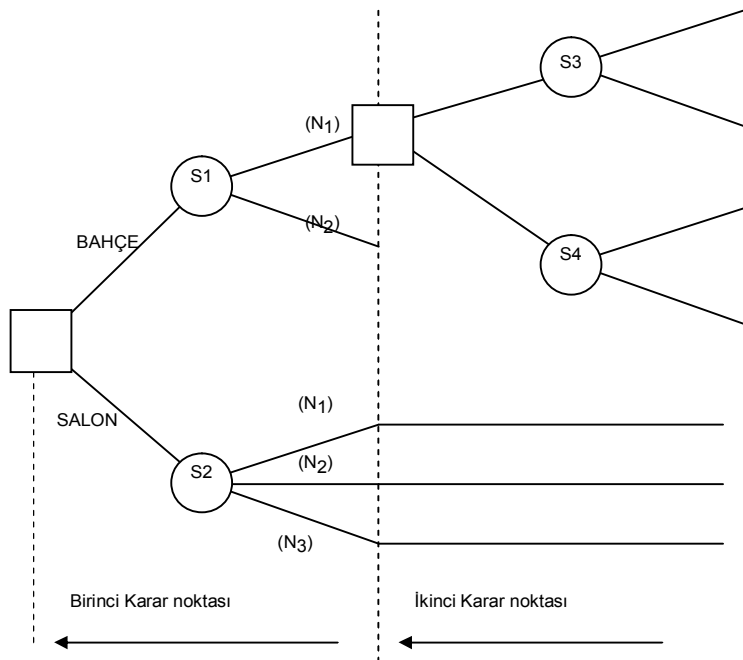 S3
(N1)
S1
(N2)
BAHÇE
S4
(N1)
SALON
(N2)
S2
(N3)
Birinci Karar noktası
İkinci Karar noktası